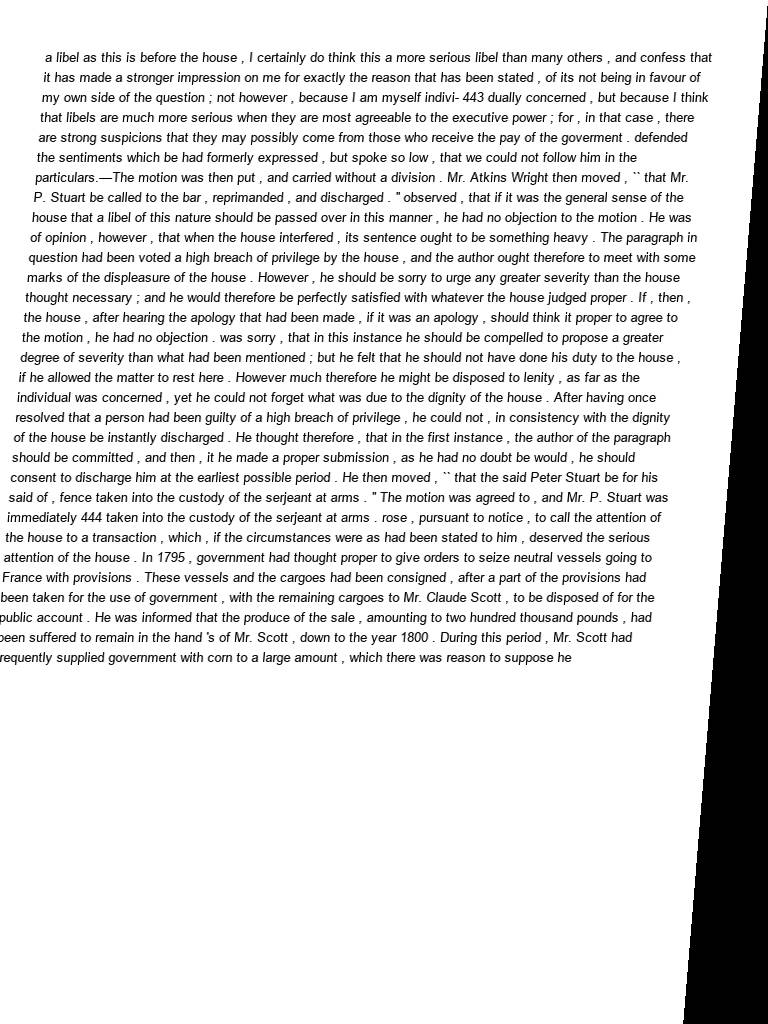 a libel as this is before the house , I certainly do think this a more serious libel than many others , and confess that
it has made a stronger impression on me for exactly the reason that has been stated , of its not being in favour of
my own side of the question ; not however , because I am myself indivi- 443 dually concerned , but because I think
that libels are much more serious when they are most agreeable to the executive power ; for , in that case , there
are strong suspicions that they may possibly come from those who receive the pay of the goverment . defended
the sentiments which be had formerly expressed , but spoke so low , that we could not follow him in the
particulars.—The motion was then put , and carried without a division . Mr. Atkins Wright then moved , `` that Mr.
P. Stuart be called to the bar , reprimanded , and discharged . " observed , that if it was the general sense of the
house that a libel of this nature should be passed over in this manner , he had no objection to the motion . He was
of opinion , however , that when the house interfered , its sentence ought to be something heavy . The paragraph in
question had been voted a high breach of privilege by the house , and the author ought therefore to meet with some
marks of the displeasure of the house . However , he should be sorry to urge any greater severity than the house
thought necessary ; and he would therefore be perfectly satisfied with whatever the house judged proper . If , then ,
the house , after hearing the apology that had been made , if it was an apology , should think it proper to agree to
the motion , he had no objection . was sorry , that in this instance he should be compelled to propose a greater
degree of severity than what had been mentioned ; but he felt that he should not have done his duty to the house ,
if he allowed the matter to rest here . However much therefore he might be disposed to lenity , as far as the
individual was concerned , yet he could not forget what was due to the dignity of the house . After having once
resolved that a person had been guilty of a high breach of privilege , he could not , in consistency with the dignity
of the house be instantly discharged . He thought therefore , that in the first instance , the author of the paragraph
should be committed , and then , it he made a proper submission , as he had no doubt be would , he should
consent to discharge him at the earliest possible period . He then moved , `` that the said Peter Stuart be for his
said of , fence taken into the custody of the serjeant at arms . " The motion was agreed to , and Mr. P. Stuart was
immediately 444 taken into the custody of the serjeant at arms . rose , pursuant to notice , to call the attention of
the house to a transaction , which , if the circumstances were as had been stated to him , deserved the serious
attention of the house . In 1795 , government had thought proper to give orders to seize neutral vessels going to
France with provisions . These vessels and the cargoes had been consigned , after a part of the provisions had
been taken for the use of government , with the remaining cargoes to Mr. Claude Scott , to be disposed of for the
public account . He was informed that the produce of the sale , amounting to two hundred thousand pounds , had
been suffered to remain in the hand 's of Mr. Scott , down to the year 1800 . During this period , Mr. Scott had
requently supplied government with corn to a large amount , which there was reason to suppose he